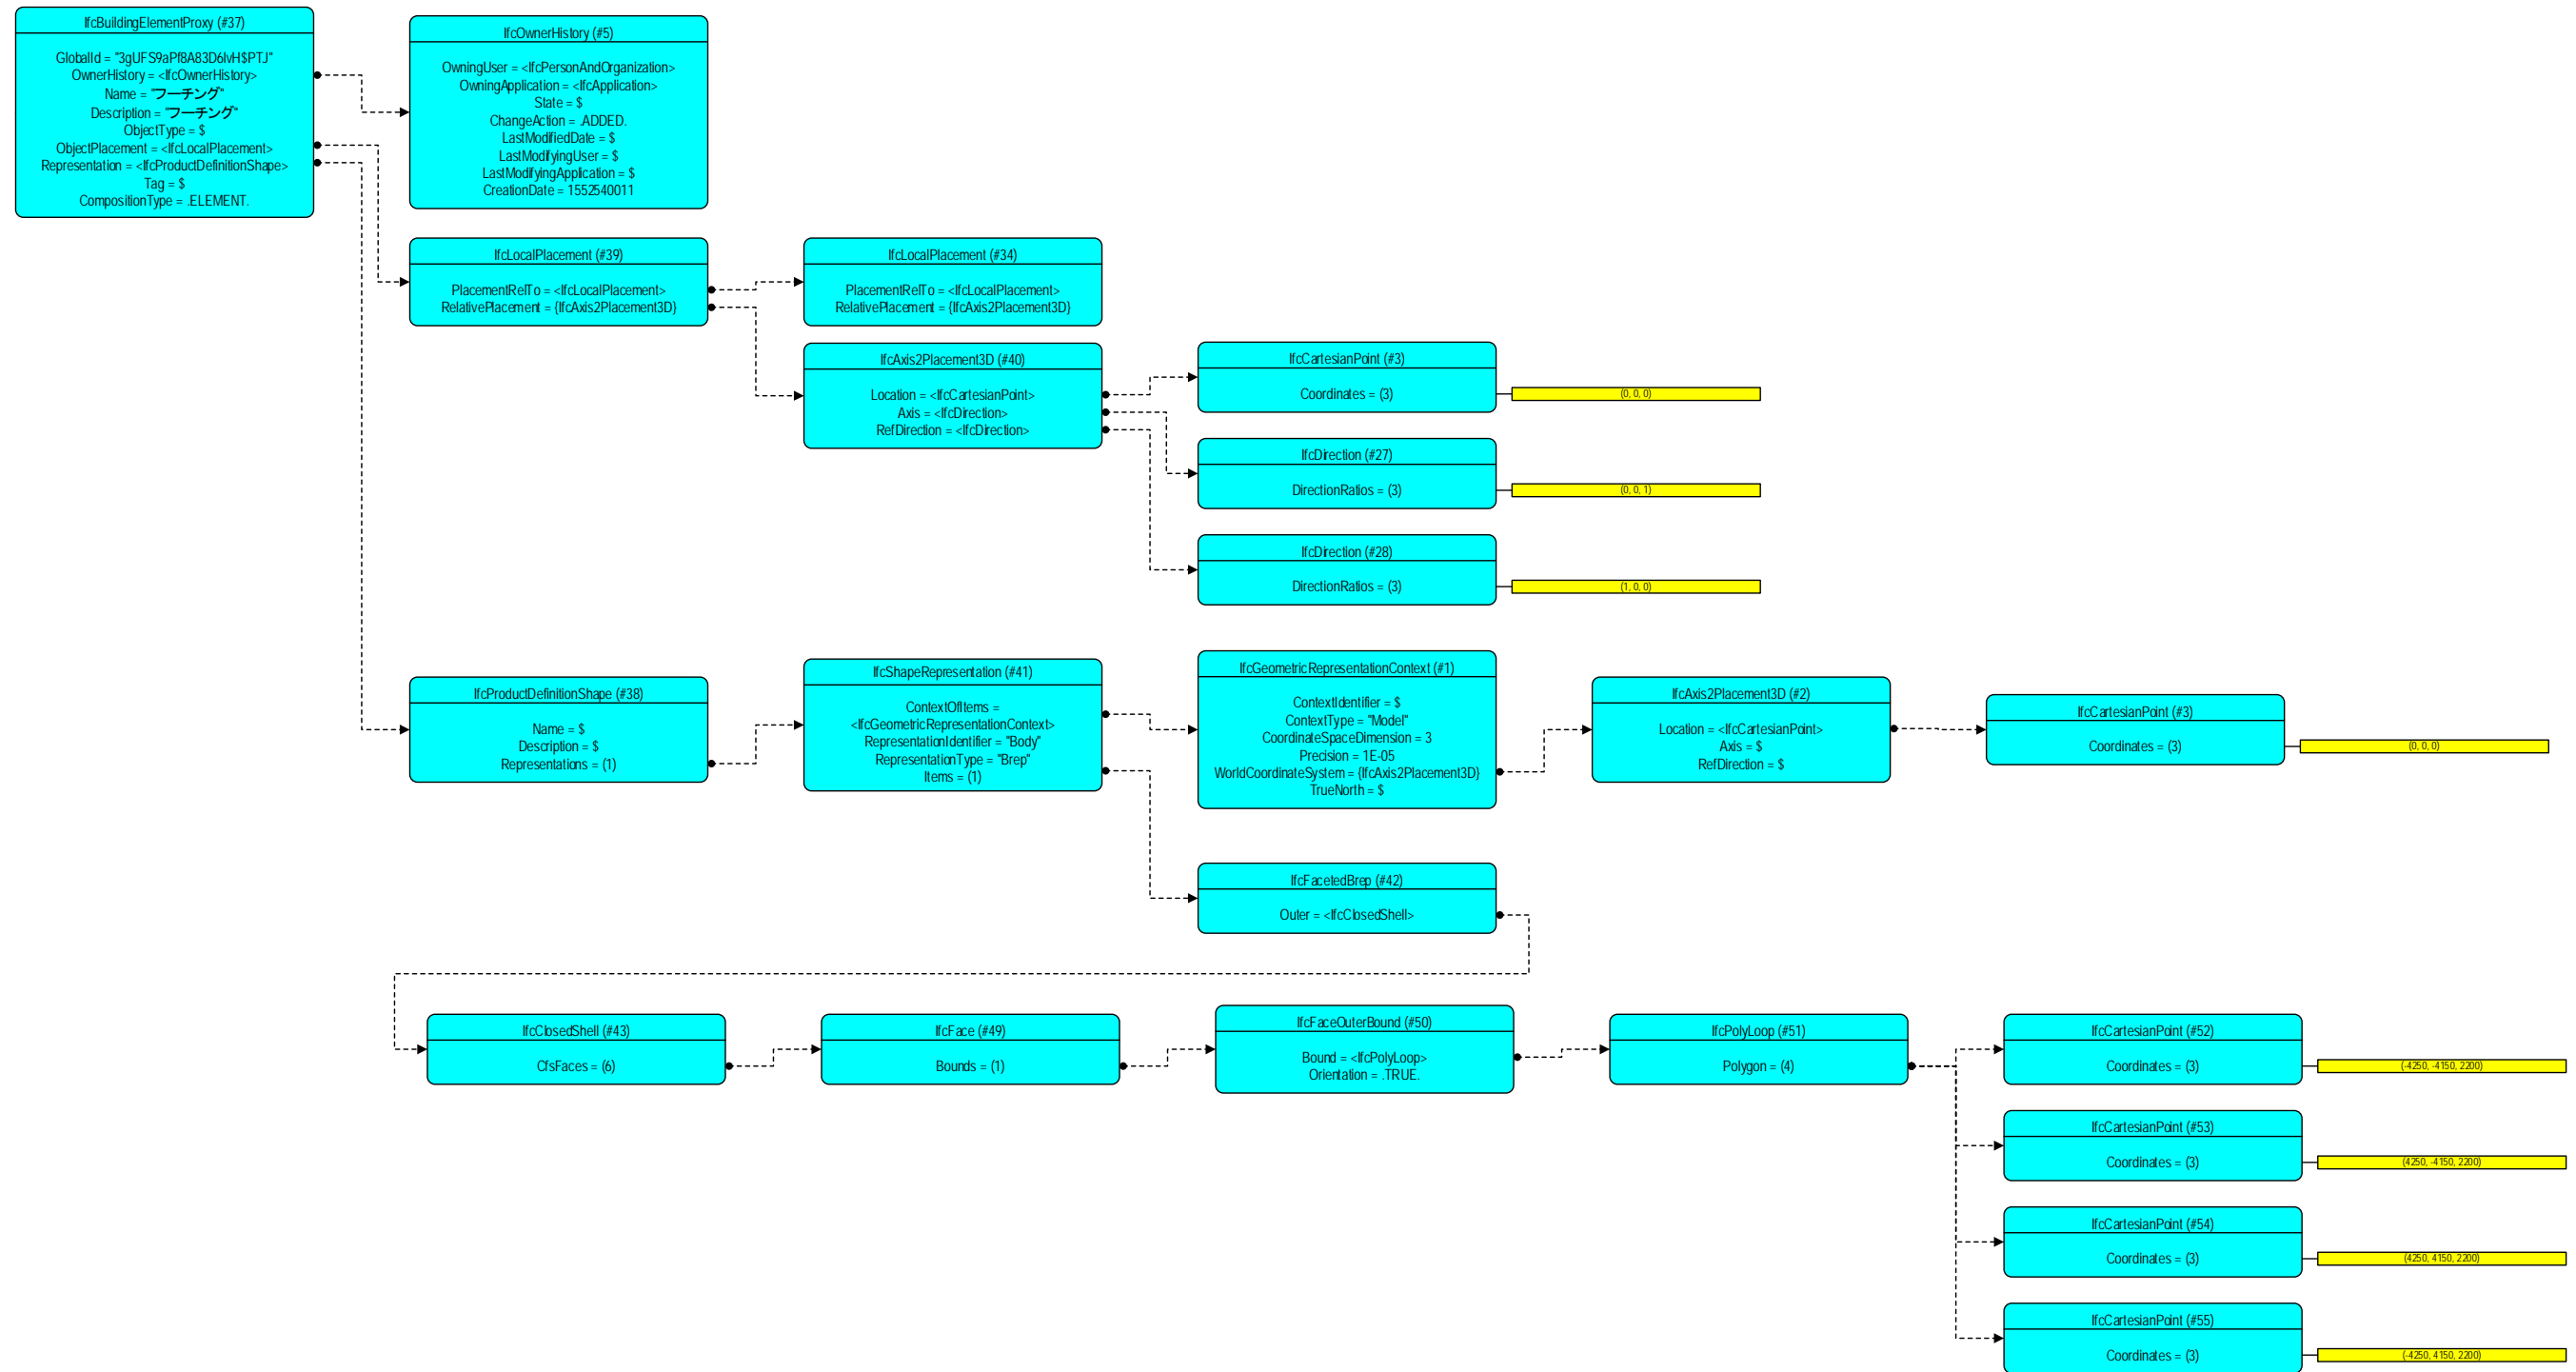 IfcBuildingElementProxy (#37)
GlobalId = "3gUFS9aPf8A83D6lvH$PTJ"
OwnerHistory = <IfcOwnerHistory>
Name = "フーチング"
Description = "フーチング"
ObjectType = $
ObjectPlacement = <IfcLocalPlacement>
Representation = <IfcProductDefinitionShape>
Tag = $
CompositionType = .ELEMENT.
IfcOwnerHistory (#5)
OwningUser = <IfcPersonAndOrganization>
OwningApplication = <IfcApplication>
State = $
ChangeAction = .ADDED.
LastModifiedDate = $
LastModifyingUser = $
LastModifyingApplication = $
CreationDate = 1552540011
IfcLocalPlacement (#39)
PlacementRelTo = <IfcLocalPlacement>
RelativePlacement = {IfcAxis2Placement3D}
IfcLocalPlacement (#34)
PlacementRelTo = <IfcLocalPlacement>
RelativePlacement = {IfcAxis2Placement3D}
IfcAxis2Placement3D (#40)
Location = <IfcCartesianPoint>
Axis = <IfcDirection>
RefDirection = <IfcDirection>
IfcCartesianPoint (#3)
Coordinates = (3)
(0, 0, 0)
IfcDirection (#27)
DirectionRatios = (3)
(0, 0, 1)
IfcDirection (#28)
DirectionRatios = (3)
(1, 0, 0)
IfcProductDefinitionShape (#38)
Name = $
Description = $
Representations = (1)
IfcShapeRepresentation (#41)
ContextOfItems =
<IfcGeometricRepresentationContext>
RepresentationIdentifier = "Body"
RepresentationType = "Brep"
Items = (1)
IfcGeometricRepresentationContext (#1)
ContextIdentifier = $
ContextType = "Model"
CoordinateSpaceDimension = 3
Precision = 1E-05
WorldCoordinateSystem = {IfcAxis2Placement3D}
TrueNorth = $
IfcAxis2Placement3D (#2)
Location = <IfcCartesianPoint>
Axis = $
RefDirection = $
IfcCartesianPoint (#3)
Coordinates = (3)
(0, 0, 0)
IfcFacetedBrep (#42)
Outer = <IfcClosedShell>
IfcClosedShell (#43)
CfsFaces = (6)
IfcFace (#49)
Bounds = (1)
IfcFaceOuterBound (#50)
Bound = <IfcPolyLoop>
Orientation = .TRUE.
IfcPolyLoop (#51)
Polygon = (4)
IfcCartesianPoint (#52)
Coordinates = (3)
(-4250, -4150, 2200)
IfcCartesianPoint (#53)
Coordinates = (3)
(4250, -4150, 2200)
IfcCartesianPoint (#54)
Coordinates = (3)
(4250, 4150, 2200)
IfcCartesianPoint (#55)
Coordinates = (3)
(-4250, 4150, 2200)